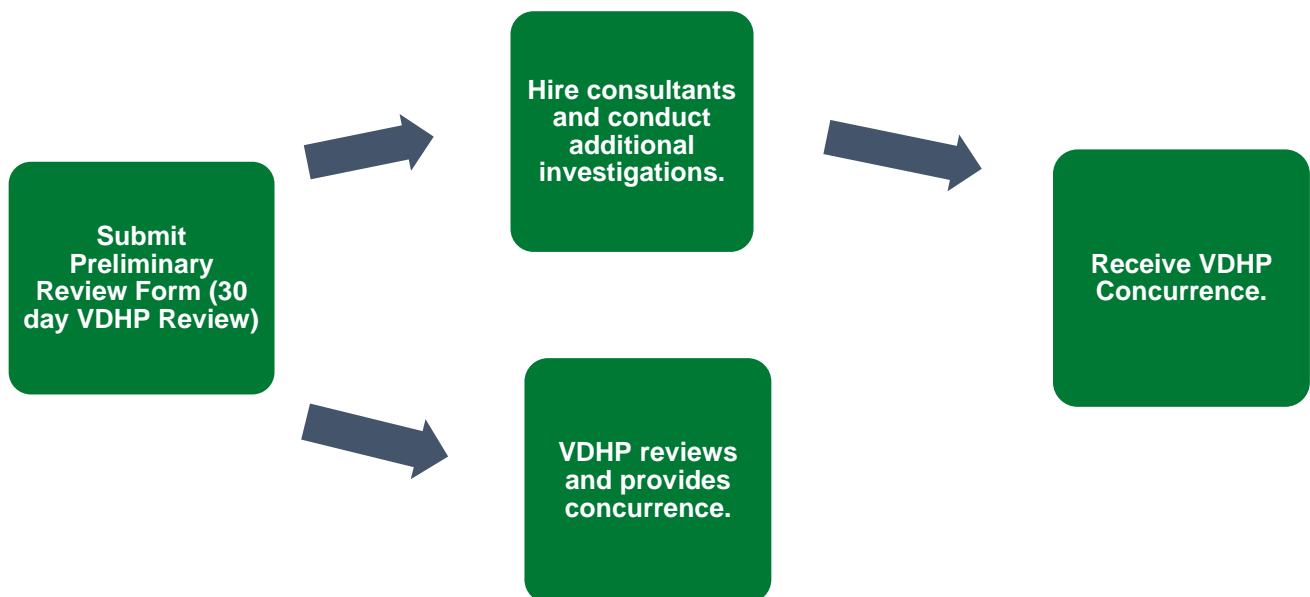 Submit
Preliminary
Review Form (30
day VDHP Review)
Hire consultants
and conduct
additional
investigations.
VDHP reviews
and provides
concurrence.
Receive VDHP
Concurrence.